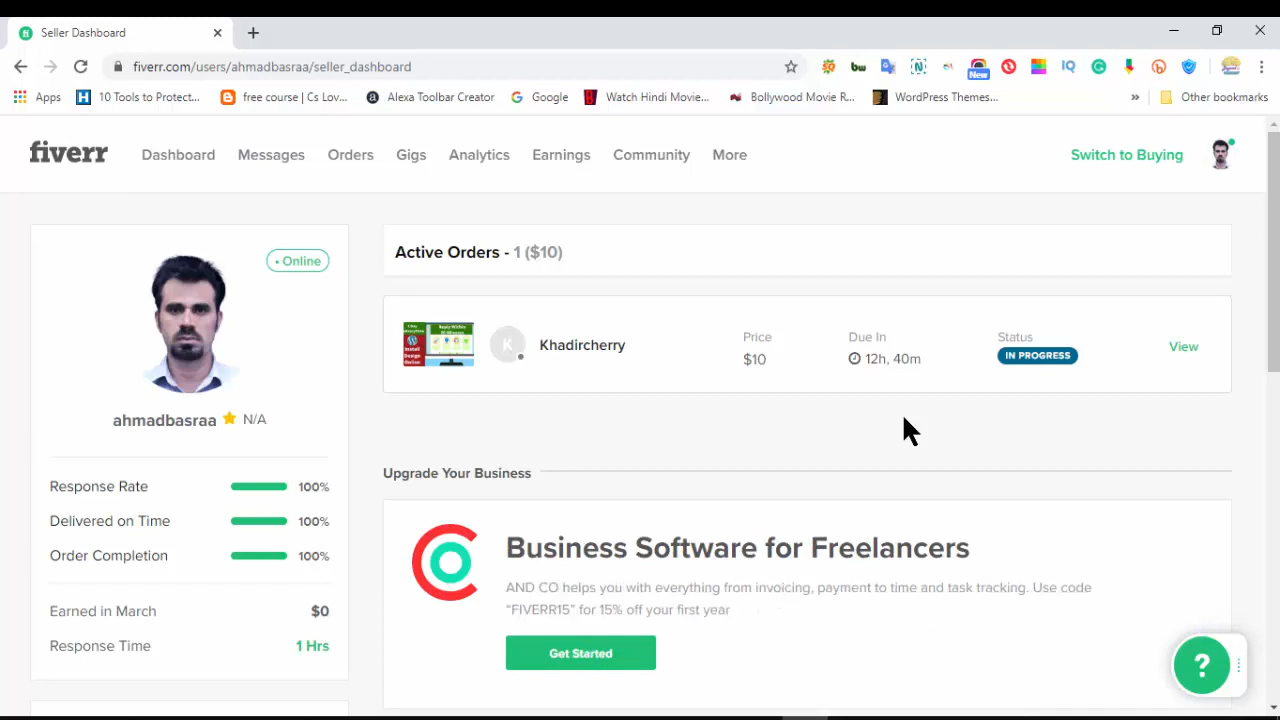 Seller Dashboard
fiverr.com/users/ahmadbasraa/seller_dashboard
New
Apps
10 Tools to Protect...
free course | Cs Lov...
Alexa Toolbar Creator
Google
Watch Hindi Movie...
Bollywood Movie R...
WordPress Themes...
Other bookmarks
fiverr
Dashboard
Messages
Orders
Gigs
Analytics
Earnings
Community
More
Switch to Buying
Online
ahmadbasraa N/A
Response Rate 100%
Delivered on Time 100%
Order Completion 100%
Earned in March $0
Response Time 1 Hrs
Active Orders - 1 ($10)
K
Khadircherry
Price
$10
Due In
12h, 40m
Status
IN PROGRESS
View
Upgrade Your Business
Business Software for Freelancers
AND CO helps you with everything from invoicing, payment to time and task tracking. Use code
“FIVERR15” for 15% off your first year
Get Started
?